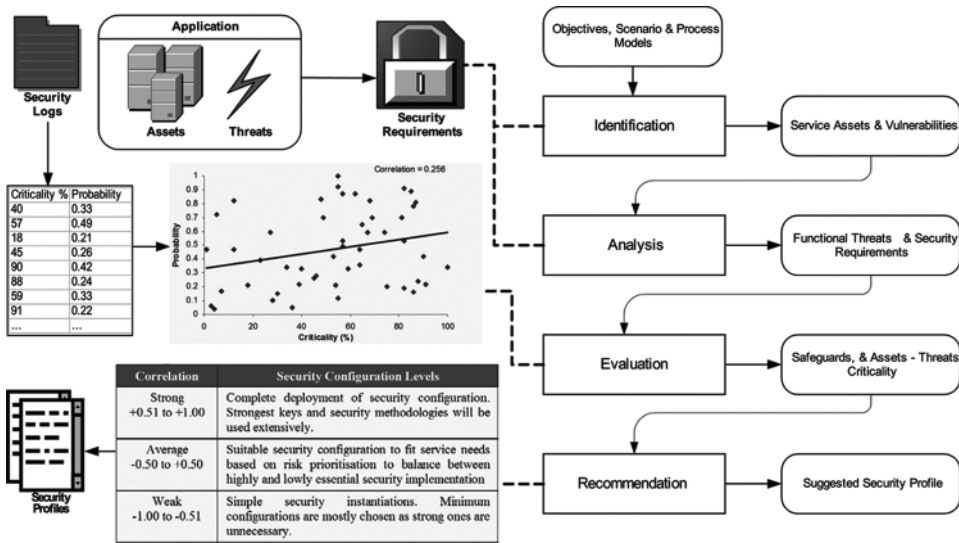 Security
Logs
Application
Assets
Threats
Security
Requirements
Criticality % Probability
40 0.33
57 0.49
18 0.21
45 0.26
90 0.42
88 0.24
59 0.33
91 0.22
... ...
Correlation = 0.256
Probability
1
0.9
0.8
0.7
0.6
0.5
0.4
0.3
0.2
0.1
0
0 20 40 60 80 100
Criticality (%)
Correlation Security Configuration Levels
Strong
+0.51 to +1.00
Complete deployment of security configuration.
Strongest keys and security methodologies will be
used extensively.
Average
-0.50 to +0.50
Suitable security configuration to fit service needs
based on risk prioritisation to balance between
highly and lowly essential security implementation
Weak
-1.00 to -0.51
Simple security instantiations. Minimum
configurations are mostly chosen as strong ones are
unnecessary.
Security
Profiles
Objectives, Scenario & Process
Models
Identification
Service Assets & Vulnerabilities
Analysis
Functional Threats & Security
Requirements
Evaluation
Safeguards, & Assets - Threats
Criticality
Recommendation
Suggested Security Profile